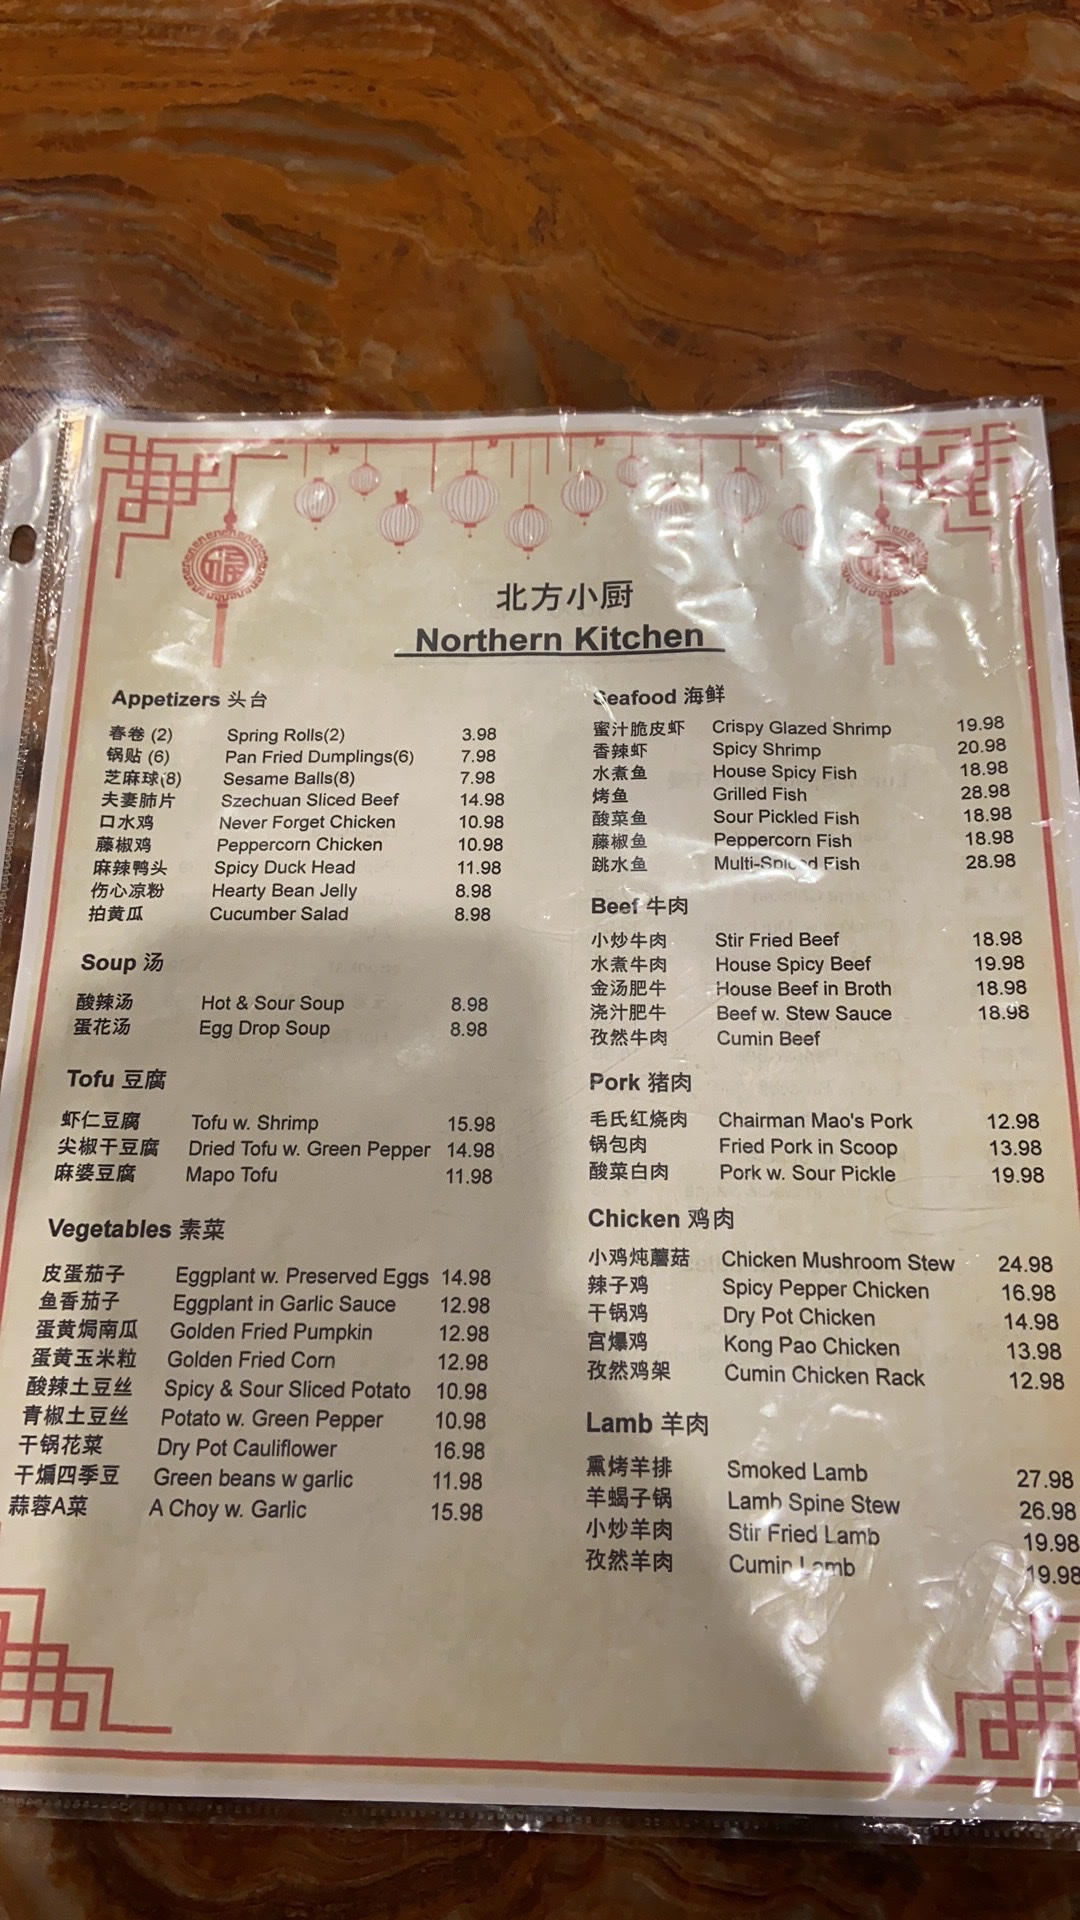 北方小厨
Northern Kitchen
Appetizers 头台
春卷 (2) Spring Rolls(2) 3.98
锅贴 (6) Pan Fried Dumplings(6) 7.98
芝麻球(8) Sesame Balls(8) 7.98
夫妻肺片 Szechuan Sliced Beef 14.98
口水鸡 Never Forget Chicken 10.98
藤椒鸡 Peppercorn Chicken 10.98
麻辣鸭头 Spicy Duck Head 11.98
伤心凉粉 Hearty Bean Jelly 8.98
拍黄瓜 Cucumber Salad 8.98
Soup 汤
酸辣汤 Hot & Sour Soup 8.98
蛋花汤 Egg Drop Soup 8.98
Tofu 豆腐
虾仁豆腐 Tofu w. Shrimp 15.98
尖椒干豆腐 Dried Tofu w. Green Pepper 14.98
麻婆豆腐 Mapo Tofu 11.98
Vegetables 素菜
皮蛋茄子 Eggplant w. Preserved Eggs 14.98
鱼香茄子 Eggplant in Garlic Sauce 12.98
蛋黄焗南瓜 Golden Fried Pumpkin 12.98
蛋黄玉米粒 Golden Fried Corn 12.98
酸辣土豆丝 Spicy & Sour Sliced Potato 10.98
青椒土豆丝 Potato w. Green Pepper 10.98
干锅花菜 Dry Pot Cauliflower 16.98
干煸四季豆 Green beans w garlic 11.98
蒜蓉A菜 A Choy w. Garlic 15.98
Seafood 海鲜
蜜汁脆皮虾 Crispy Glazed Shrimp 19.98
香辣虾 Spicy Shrimp 20.98
水煮鱼 House Spicy Fish 18.98
烤鱼 Grilled Fish 28.98
酸菜鱼 Sour Pickled Fish 18.98
藤椒鱼 Peppercorn Fish 18.98
跳水鱼 Multi-Spiced Fish 28.98
Beef 牛肉
小炒牛肉 Stir Fried Beef 18.98
水煮牛肉 House Spicy Beef 19.98
金汤肥牛 House Beef in Broth 18.98
浇汁肥牛 Beef w. Stew Sauce 18.98
孜然牛肉 Cumin Beef
Pork 猪肉
毛氏红烧肉 Chairman Mao's Pork 12.98
锅包肉 Fried Pork in Scoop 13.98
酸菜白肉 Pork w. Sour Pickle 19.98
Chicken 鸡肉
小鸡炖蘑菇 Chicken Mushroom Stew 24.98
辣子鸡 Spicy Pepper Chicken 16.98
干锅鸡 Dry Pot Chicken 14.98
宫爆鸡 Kong Pao Chicken 13.98
孜然鸡架 Cumin Chicken Rack 12.98
Lamb 羊肉
熏烤羊排 Smoked Lamb 27.98
羊蝎子锅 Lamb Spine Stew 26.98
小炒羊肉 Stir Fried Lamb 19.98
孜然羊肉 Cumin Lamb 19.98